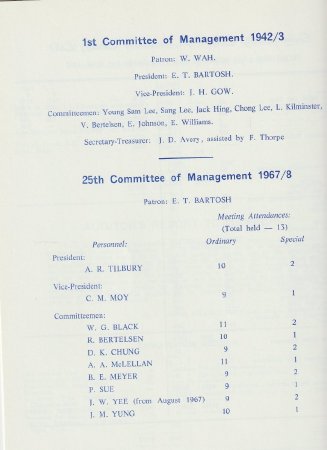 1st Committee of Management 1942/3
Patron: W. WAH.
President: E. T. BARTOSH.
Vice-President: J. H. GOW.
Committeemen: Young Sam Lee, Sang Lee, Jack Hing, Chong Lee, L. Kilminster,
V. Bertelsen, E. Johnson, E. Williams.
Secretary-Treasurer: J. D. Avery, assisted by F. Thorpe
25th Committee of Management 1967/8
Patron: E. T. BARTOSH
Meeting Attendances:
(Total held — 13)
Personnel: Ordinary Special
President:
A. R. TILBURY 10 2
Vice-President:
C. M. MOY 9 1
Committeemen:
W. G. BLACK 11 2
R. BERTELSEN 10 1
D. K. CHUNG 9 2
A. A. McLELLAN 11 1
B. E. MEYER 9 2
P. SUE 9 1
J. W. YEE (from August 1967) 9 2
J. M. YUNG 10 1